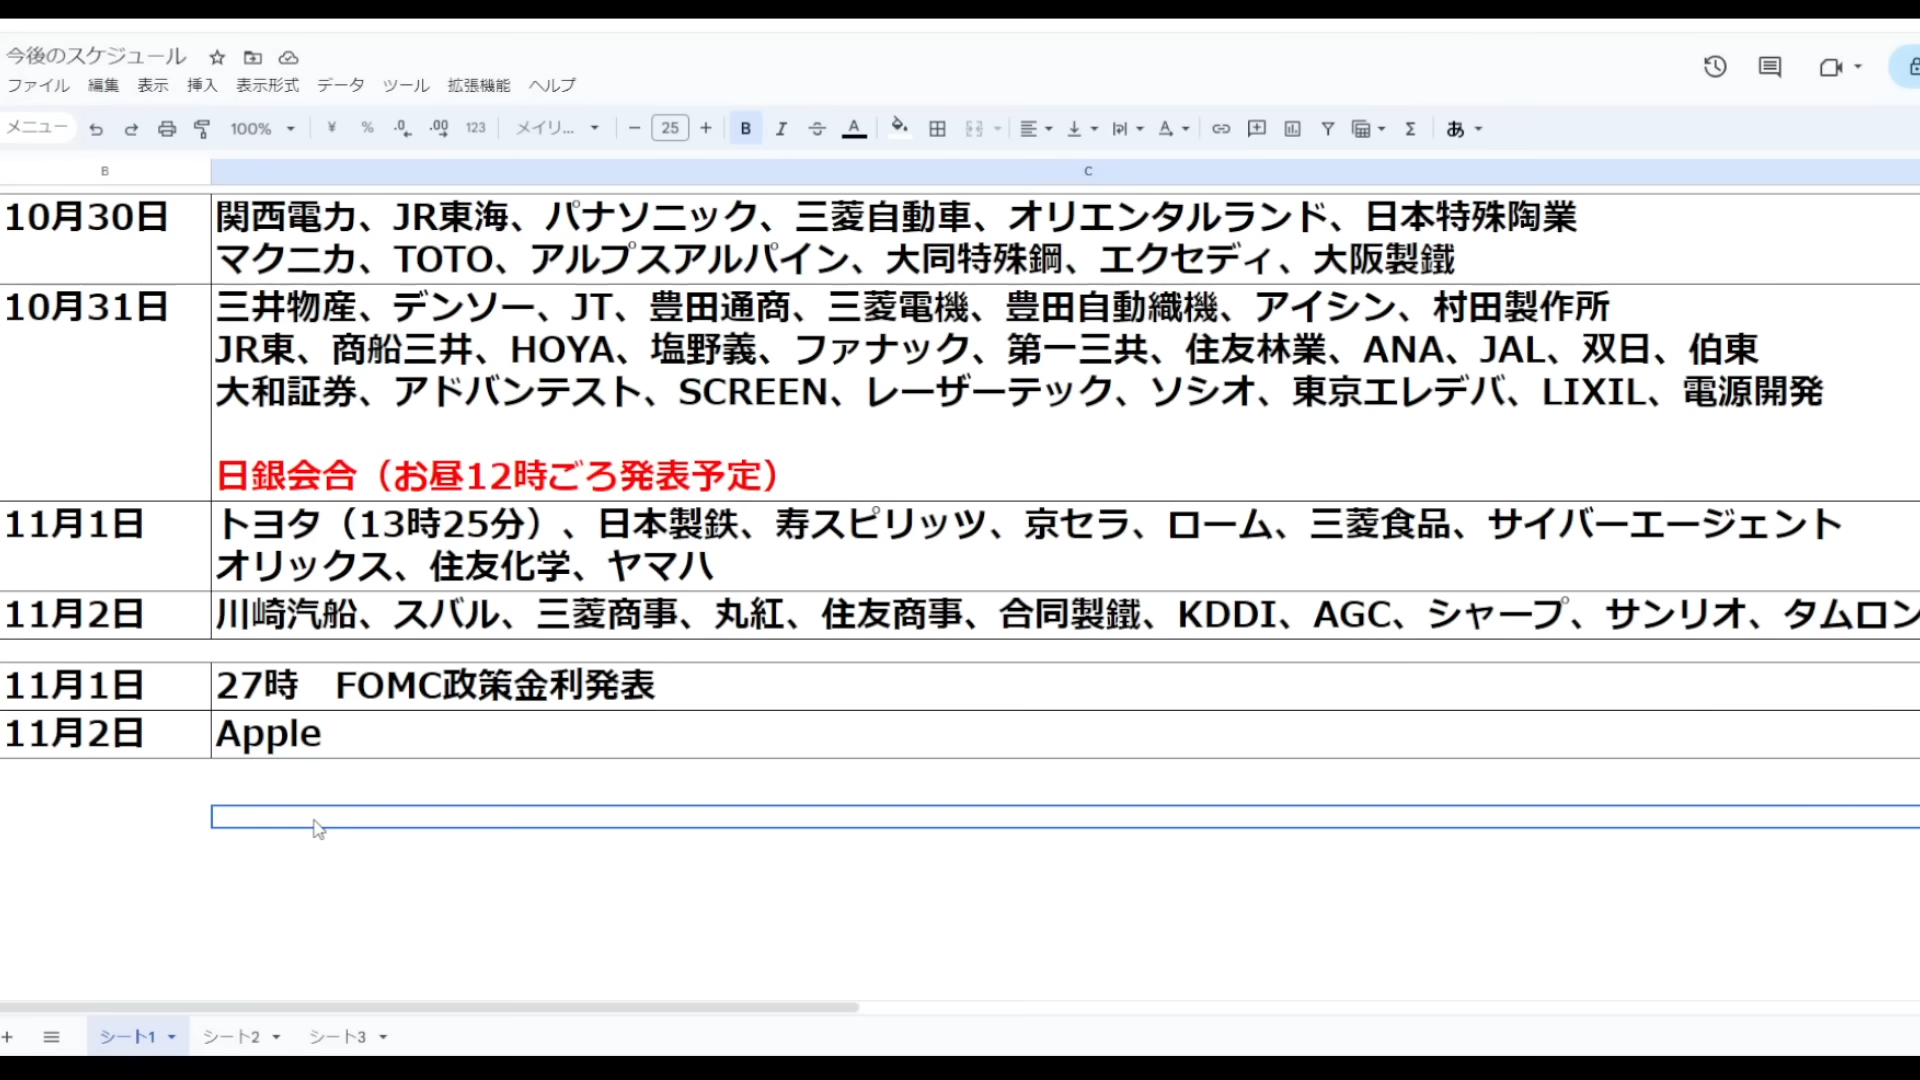 今後のスケジュール
ファイル 編集 表示 挿入 表示形式 データ ツール 拡張機能 ヘルプ
メニュー 100% ¥ % .0 .00 123 メイリ... − 25 + B I A あ
B C
10月30日 関西電力、JR東海、パナソニック、三菱自動車、オリエンタルランド、日本特殊陶業
マクニカ、TOTO、アルプスアルパイン、大同特殊鋼、エクセディ、大阪製鐵
10月31日 三井物産、デンソー、JT、豊田通商、三菱電機、豊田自動織機、アイシン、村田製作所
JR東、商船三井、HOYA、塩野義、ファナック、第一三共、住友林業、ANA、JAL、双日、伯東
大和証券、アドバンテスト、SCREEN、レーザーテック、ソシオ、東京エレデバ、LIXIL、電源開発
日銀会合（お昼12時ごろ発表予定）
11月1日 トヨタ（13時25分）、日本製鉄、寿スピリッツ、京セラ、ローム、三菱食品、サイバーエージェント
オリックス、住友化学、ヤマハ
11月2日 川崎汽船、スバル、三菱商事、丸紅、住友商事、合同製鐵、KDDI、AGC、シャープ、サンリオ、タムロン
11月1日 27時　FOMC政策金利発表
11月2日 Apple
+ シート1 シート2 シート3